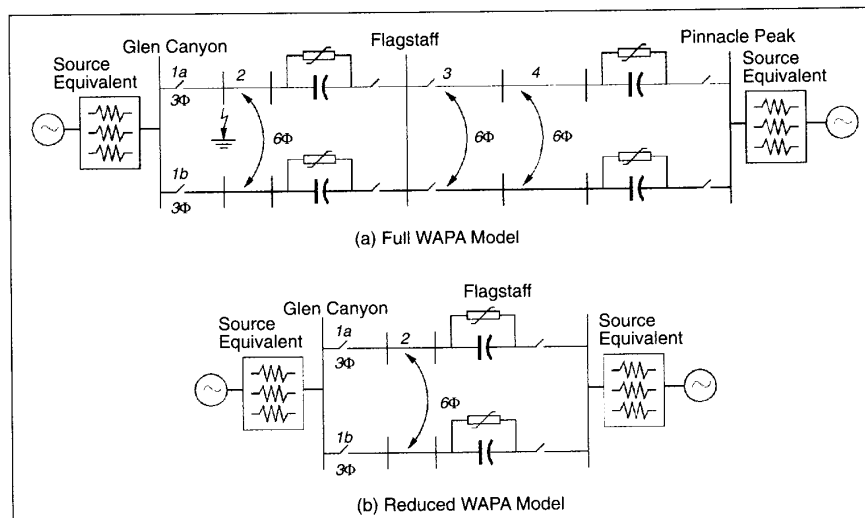 Glen Canyon
Flagstaff
Pinnacle Peak
Source
Equivalent
1a
2
3
4
Source
Equivalent
3Φ
6Φ
6Φ
6Φ
1b
3Φ
(a) Full WAPA Model
Glen Canyon
Flagstaff
Source
Equivalent
1a
2
Source
Equivalent
3Φ
6Φ
1b
3Φ
(b) Reduced WAPA Model